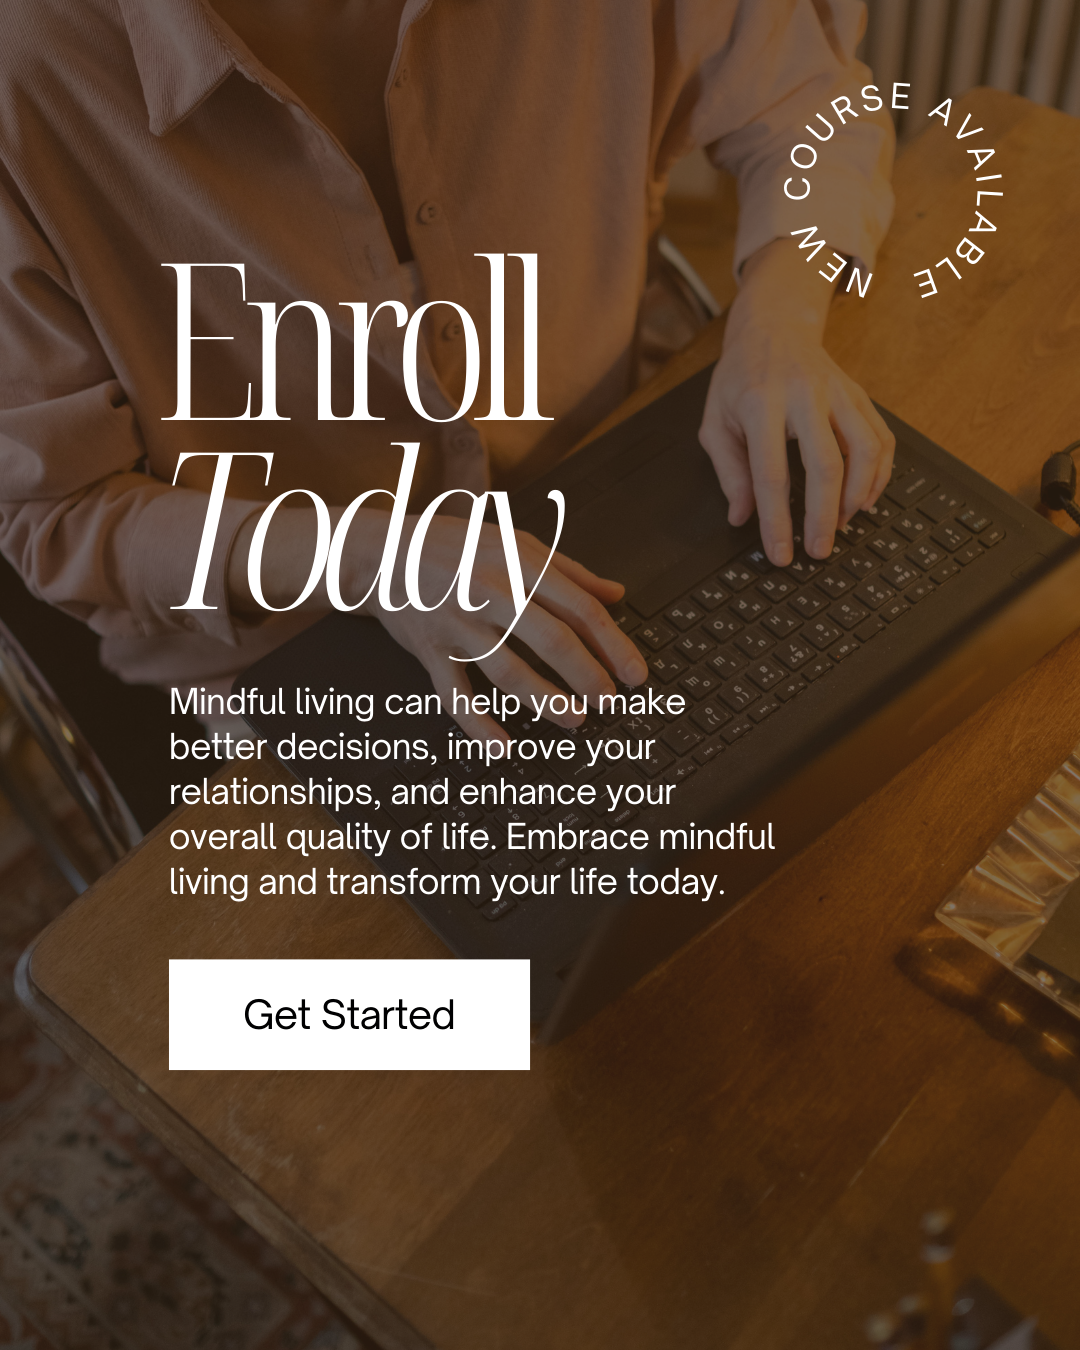 NEW COURSE AVAILABLE
Enroll
Today
Mindful living can help you make
better decisions, improve your
relationships, and enhance your
overall quality of life. Embrace mindful
living and transform your life today.
Get Started